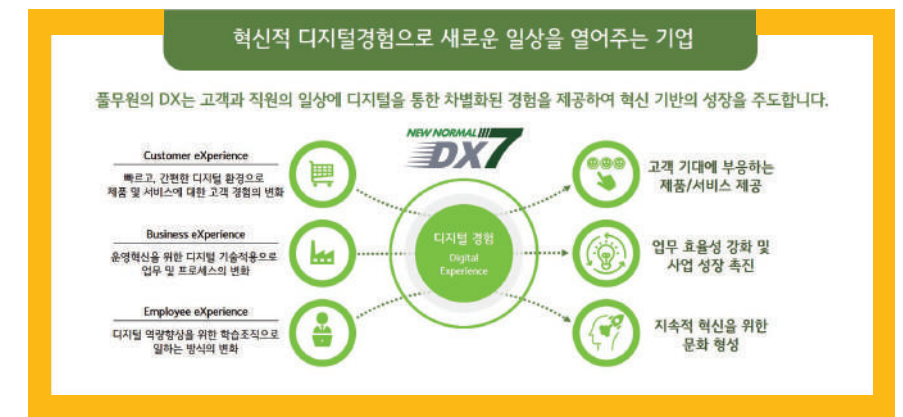 혁신적 디지털경험으로 새로운 일상을 열어주는 기업
풀무원의 DX는 고객과 직원의 일상에 디지털을 통한 차별화된 경험을 제공하여 혁신 기반의 성장을 주도합니다.
NEW NORMAL
DX7
Customer eXperience
빠르고, 간편한 디지털 환경으로
제품 및 서비스에 대한 고객 경험의 변화
Business eXperience
운영혁신을 위한 디지털 기술적용으로
업무 및 프로세스의 변화
Employee eXperience
디지털 역량향상을 위한 학습조직으로
일하는 방식의 변화
디지털 경험
Digital
Experience
고객 기대에 부응하는
제품/서비스 제공
업무 효율성 강화 및
사업 성장 촉진
지속적 혁신을 위한
문화 형성